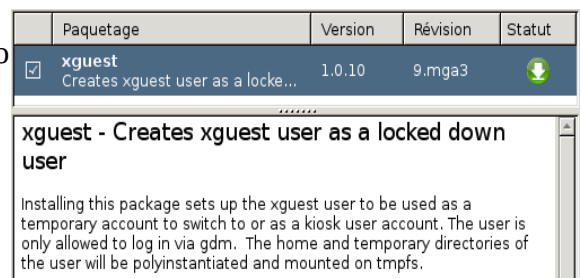 Paquetage Version Révision Statut
xguest
Creates xguest user as a locke... 1.0.10 9.mga3
xguest - Creates xguest user as a locked down
user
Installing this package sets up the xguest user to be used as a
temporary account to switch to or as a kiosk user account. The user is
only allowed to log in via gdm. The home and temporary directories of
the user will be polyinstantiated and mounted on tmpfs.